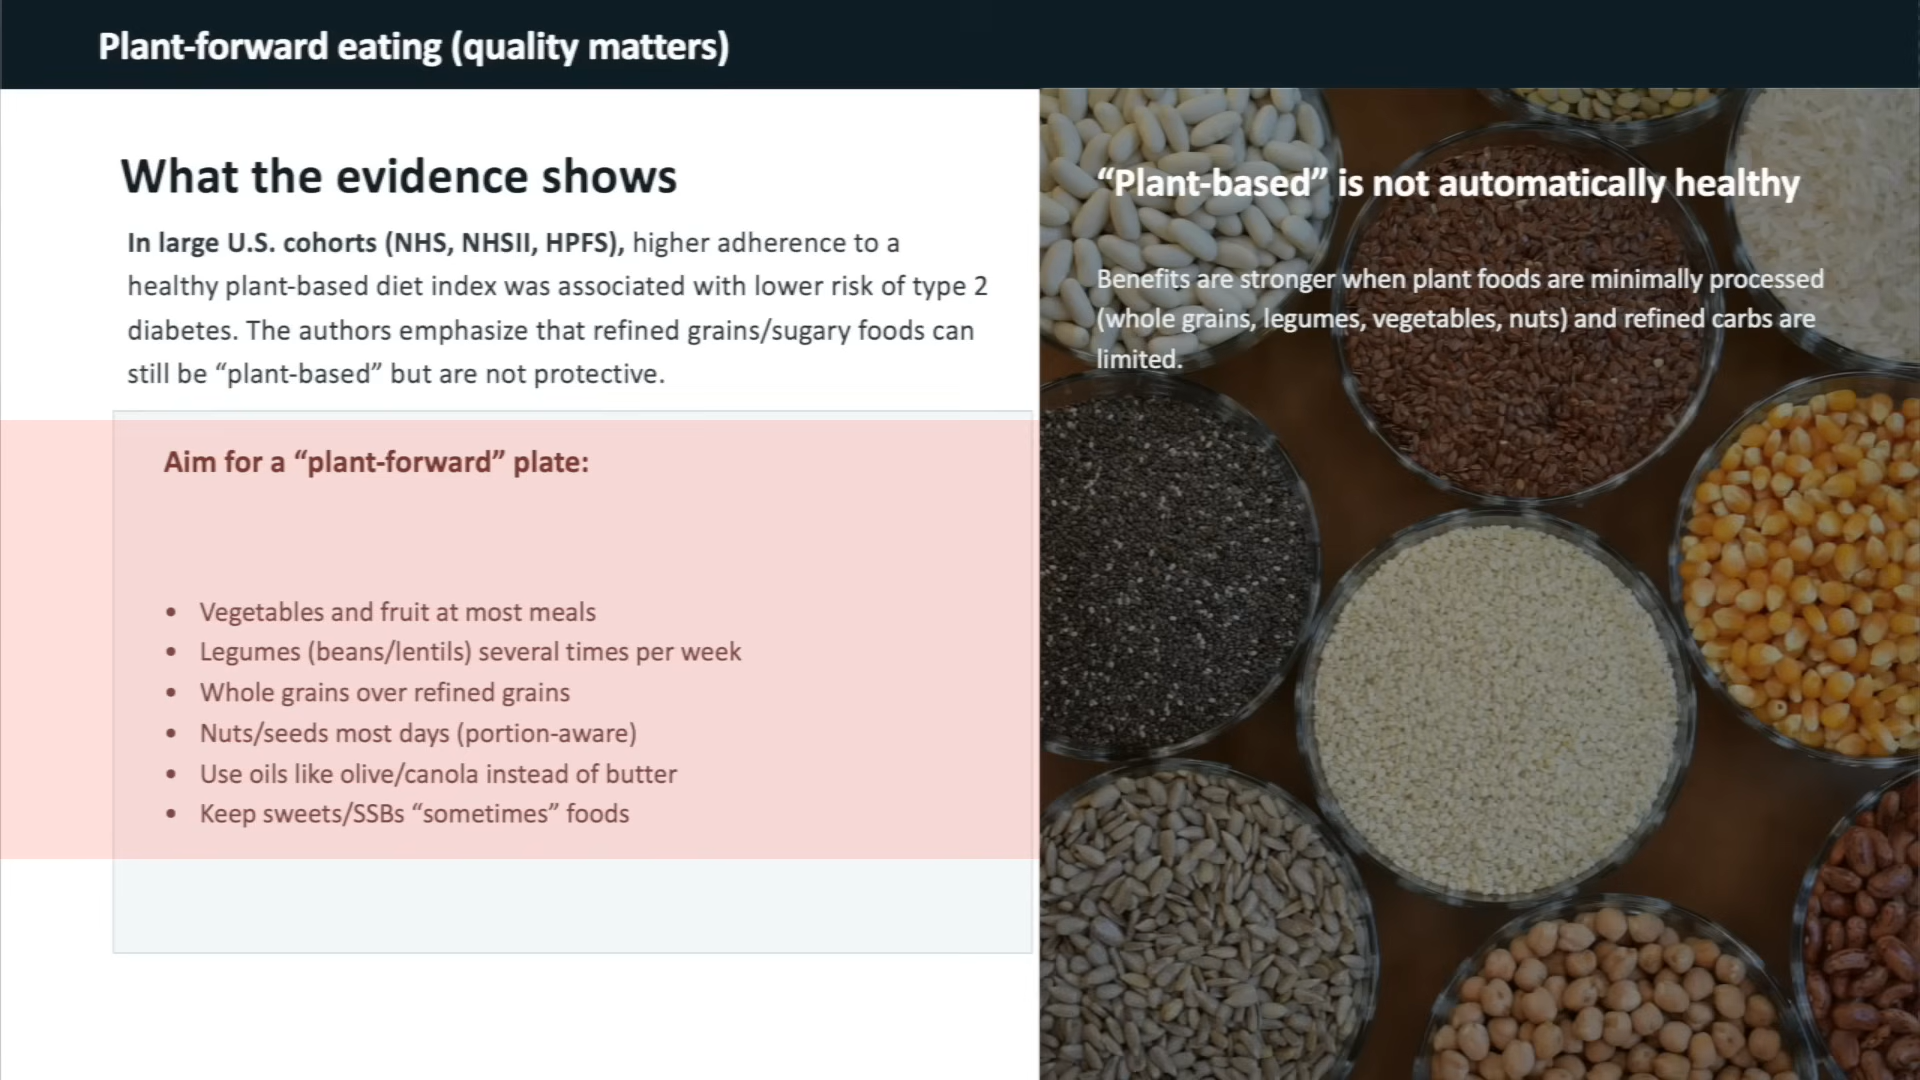 Plant-forward eating (quality matters)
What the evidence shows
In large U.S. cohorts (NHS, NHSII, HPFS), higher adherence to a
healthy plant-based diet index was associated with lower risk of type 2
diabetes. The authors emphasize that refined grains/sugary foods can
still be “plant-based” but are not protective.
Aim for a “plant-forward” plate:
• Vegetables and fruit at most meals
• Legumes (beans/lentils) several times per week
• Whole grains over refined grains
• Nuts/seeds most days (portion-aware)
• Use oils like olive/canola instead of butter
• Keep sweets/SSBs “sometimes” foods
“Plant-based” is not automatically healthy
Benefits are stronger when plant foods are minimally processed
(whole grains, legumes, vegetables, nuts) and refined carbs are
limited.